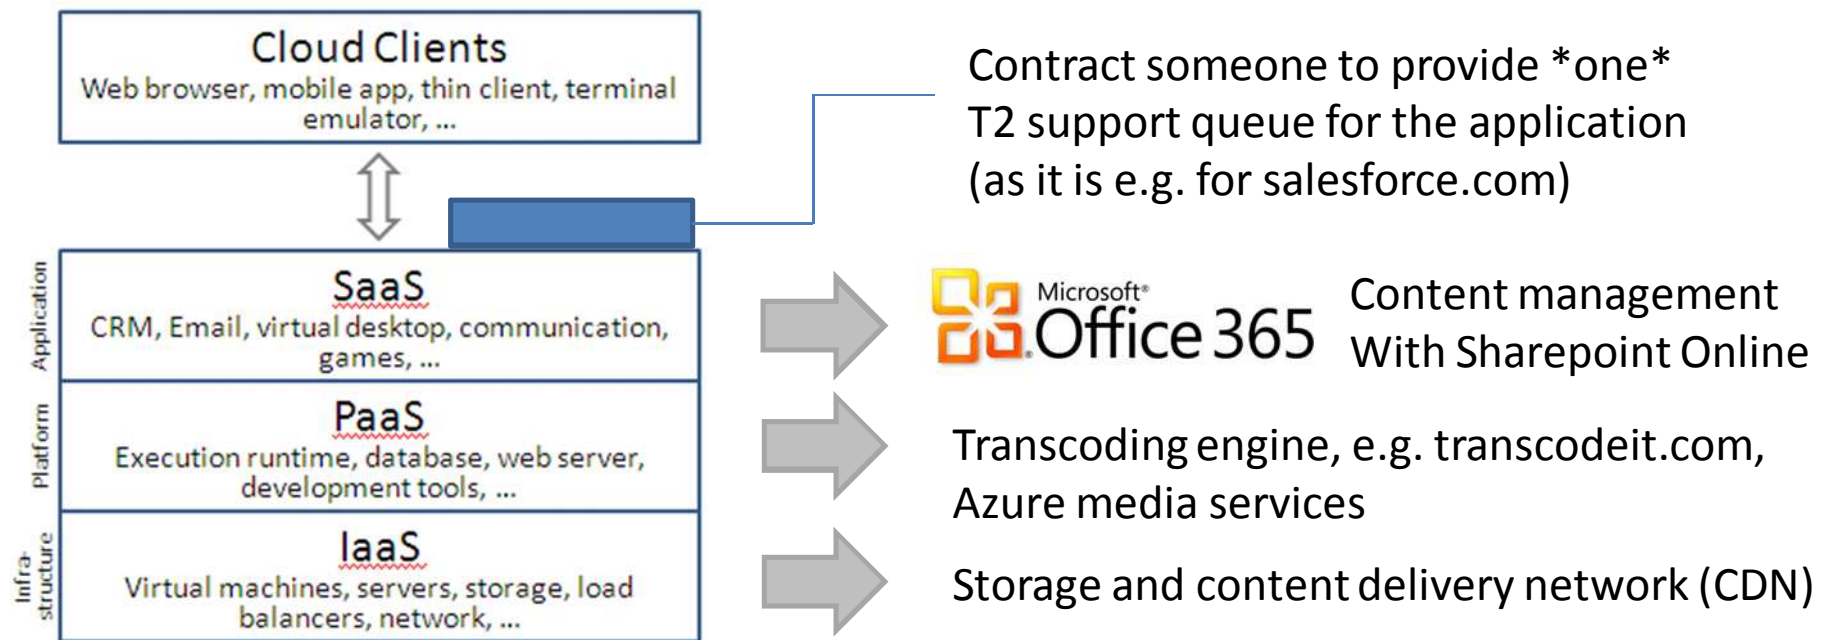 Cloud Clients
Web browser, mobile app, thin client, terminal
emulator, ...
Contract someone to provide *one*
T2 support queue for the application
(as it is e.g. for salesforce.com)
Application
SaaS
CRM, Email, virtual desktop, communication,
games, ...
Microsoft®
Office 365
Content management
With Sharepoint Online
Platform
PaaS
Execution runtime, database, web server,
development tools, ...
Transcoding engine, e.g. transcodeit.com,
Azure media services
Infra-
structure
IaaS
Virtual machines, servers, storage, load
balancers, network, ...
Storage and content delivery network (CDN)